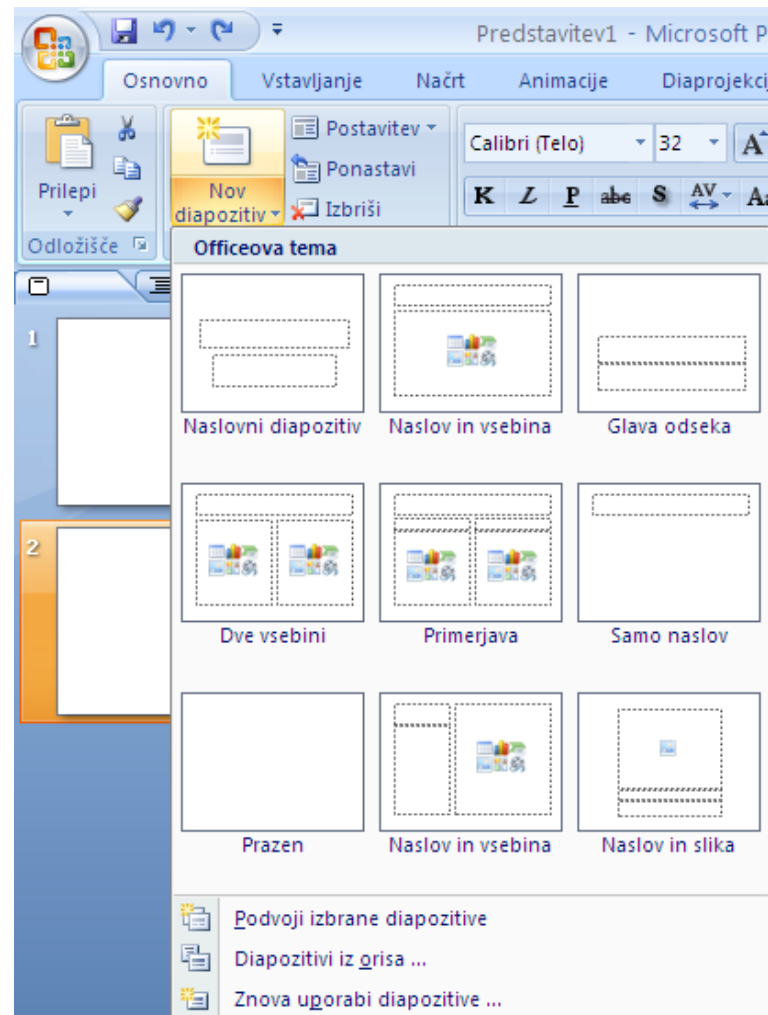 Predstavitev1 - Microsoft P
Osnovno Vstavljanje Načrt Animacije Diaprojekcij
Prilepi
Odložišče
Nov
diapozitiv
Postavitev
Ponastavi
Izbriši
Calibri (Telo) 32 A
K L P abc S AV Aa
Officeova tema
1
2
Naslovni diapozitiv Naslov in vsebina Glava odseka
Dve vsebini Primerjava Samo naslov
Prazen Naslov in vsebina Naslov in slika
Podvoji izbrane diapozitive
Diapozitivi iz orisa ...
Znova uporabi diapozitive ...